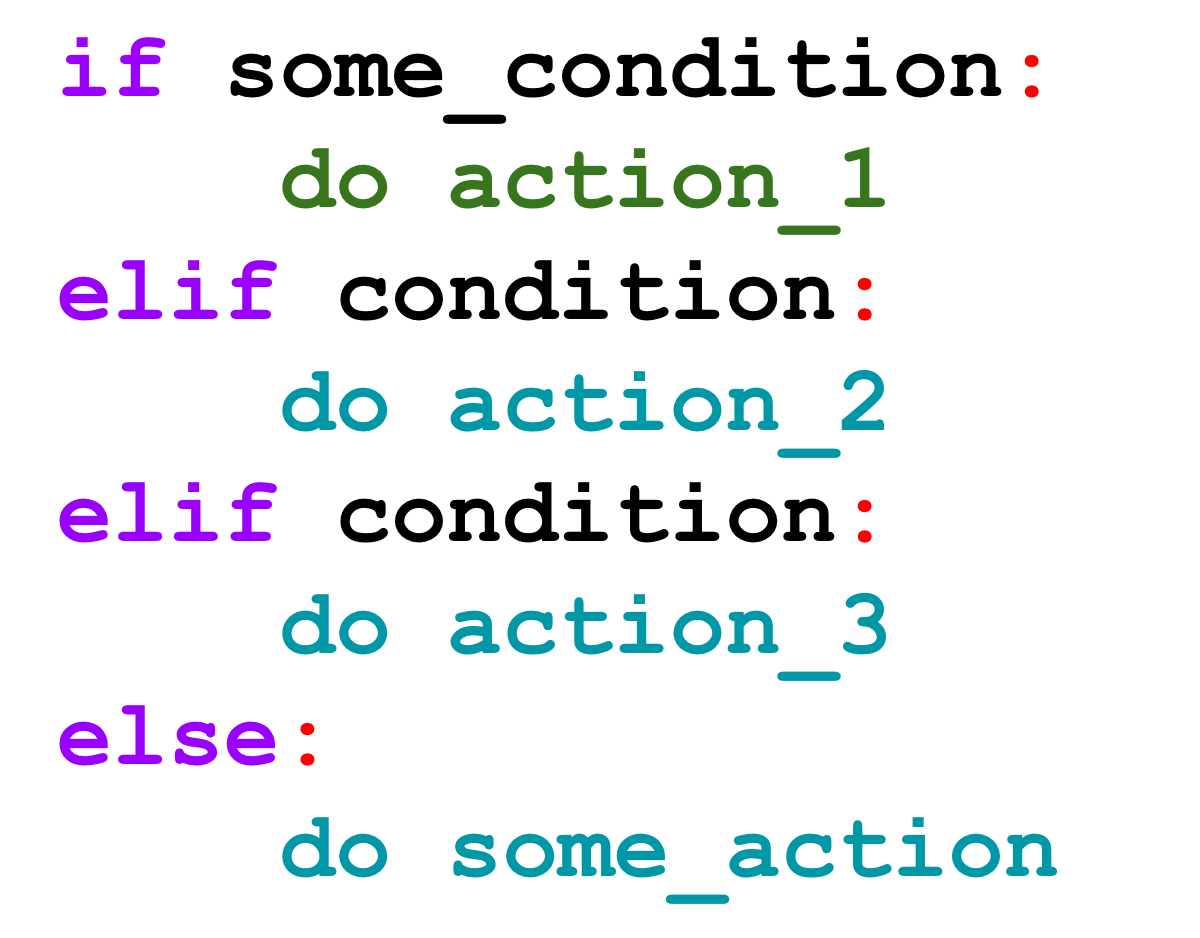 if some_condition:
    do action_1
elif condition:
    do action_2
elif condition:
    do action_3
else:
    do some_action